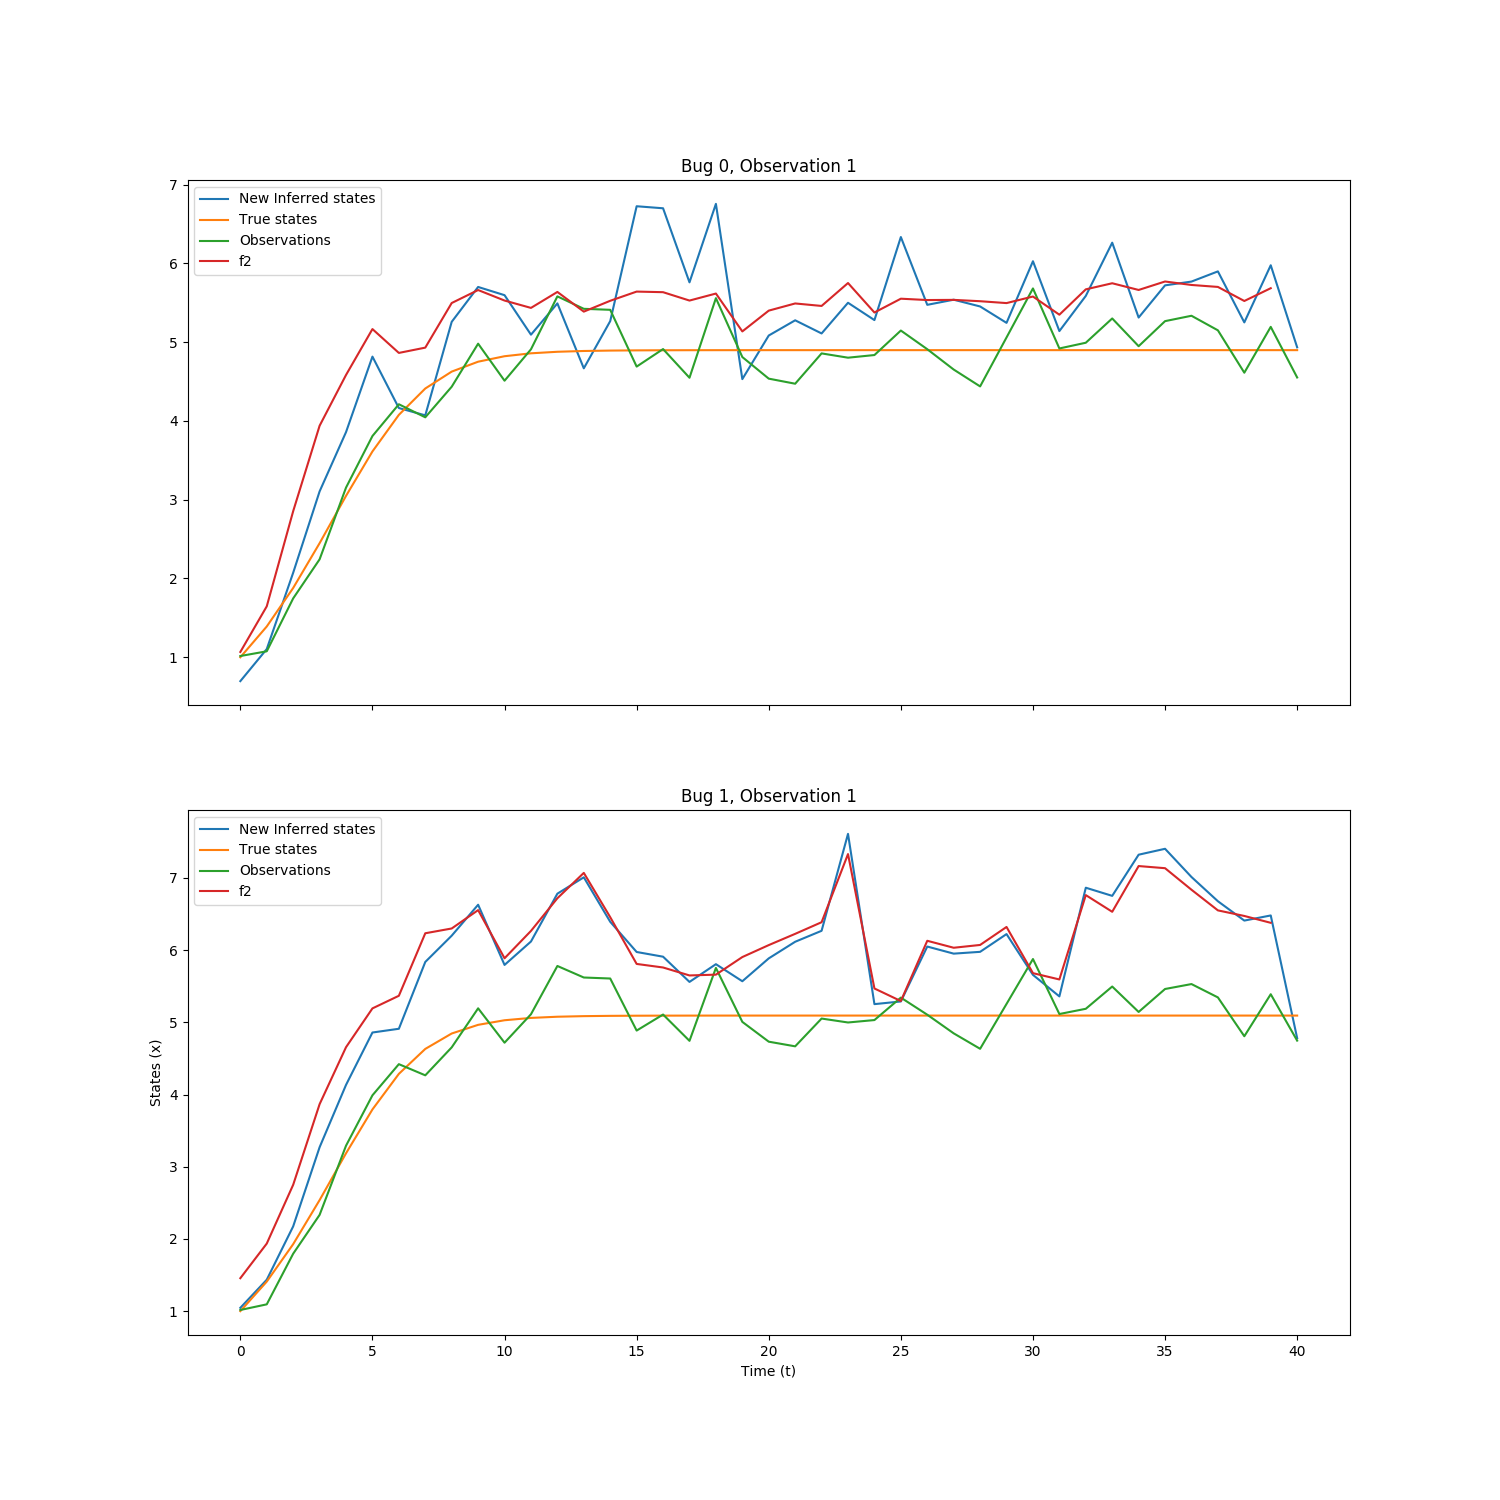 Bug 0, Observation 1
7
6
5
4
3
2
1
New Inferred states
True states
Observations
f2
Bug 1, Observation 1
States (x)
7
6
5
4
3
2
1
New Inferred states
True states
Observations
f2
0 5 10 15 20 25 30 35 40
Time (t)